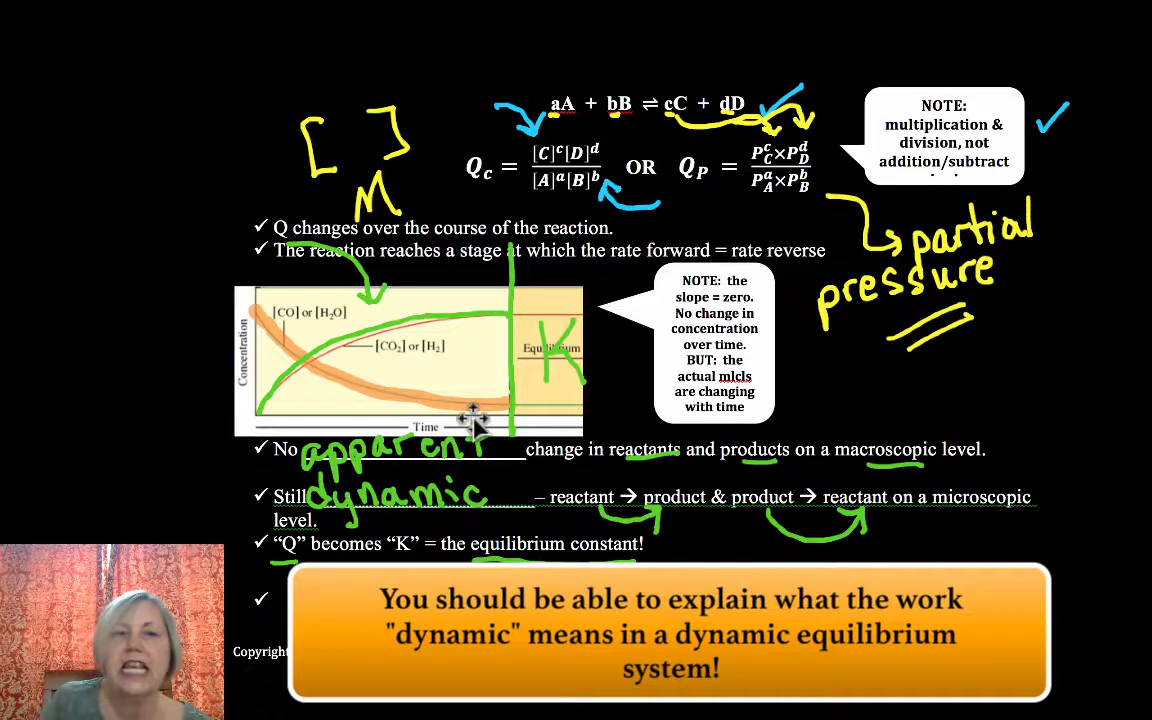 aA + bB ⇌ cC + dD
NOTE:
multiplication &
division, not
addition/subtract
[ ]
M
Q_c = [C]^c[D]^d / [A]^a[B]^b OR Q_P = P_C^c×P_D^d / P_A^a×P_B^b
✓ Q changes over the course of the reaction.
✓ The reaction reaches a stage at which the rate forward = rate reverse
partial
pressure
NOTE: the
slope = zero.
No change in
concentration
over time.
BUT: the
actual mlcls
are changing
with time
Concentration
[CO] or [H₂O]
[CO₂] or [H₂]
K
Time
✓ No apparent change in reactants and products on a macroscopic level.
✓ Still dynamic – reactant → product & product → reactant on a microscopic
level.
✓ “Q” becomes “K” = the equilibrium constant!
✓
You should be able to explain what the work
"dynamic" means in a dynamic equilibrium
system!
Copyright